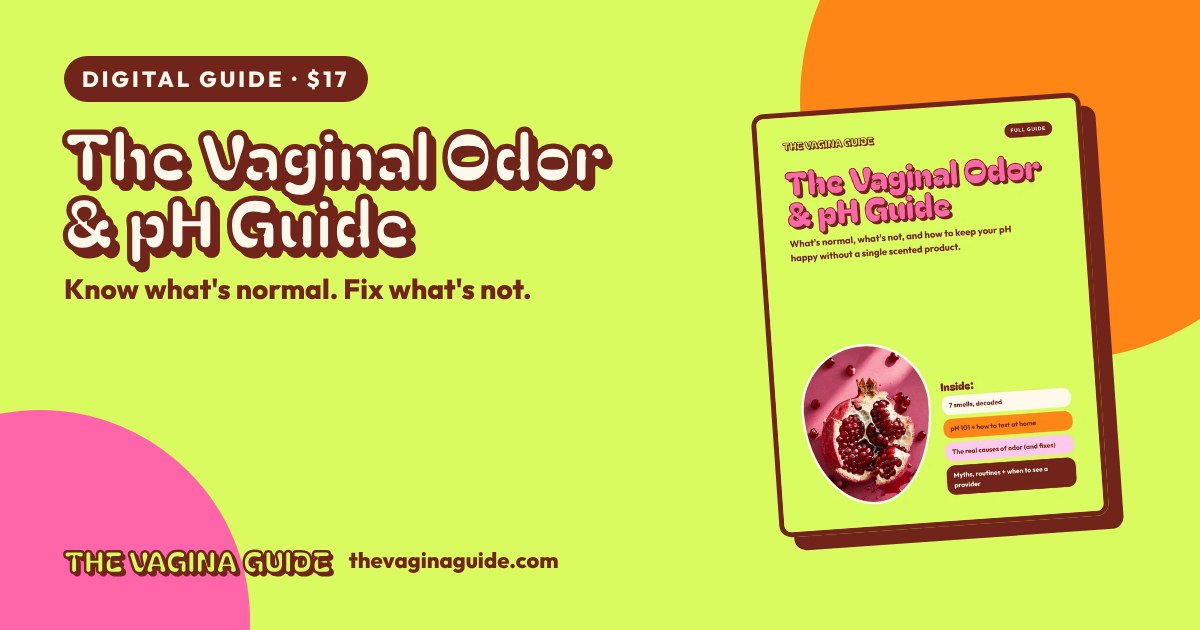 DIGITAL GUIDE · $17
The Vaginal Odor
& pH Guide
Know what's normal. Fix what's not.
THE VAGINA GUIDE
thevaginaguide.com
THE VAGINA GUIDE
FULL GUIDE
The Vaginal Odor
& pH Guide
What's normal, what's not, and how to keep your pH
happy without a single scented product.
Inside:
7 smells, decoded
pH 101 + how to test at home
The real causes of odor (and fixes)
Myths, routines + when to see a
provider